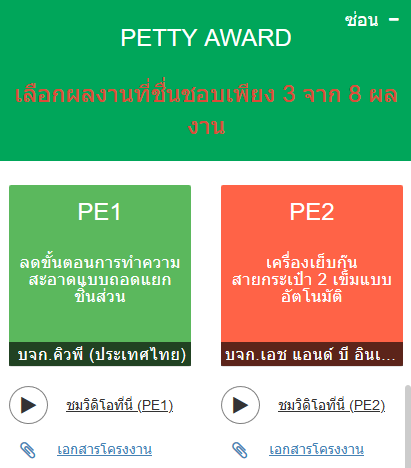 ซ่อน −
PETTY AWARD
เลือกผลงานที่ชื่นชอบเพียง 3 จาก 8 ผล
งาน
PE1
ลดขั้นตอนการทำความ
สะอาดแบบถอดแยก
ชิ้นส่วน
บจก.คิวพี (ประเทศไทย)
ชมวิดิโอที่นี่ (PE1)
เอกสารโครงงาน
PE2
เครื่องเย็บก๊น
สายกระเป๋า 2 เข็มแบบ
อัตโนมัติ
บจก.เอช แอนด์ บี อินเ...
ชมวิดิโอที่นี่ (PE2)
เอกสารโครงงาน